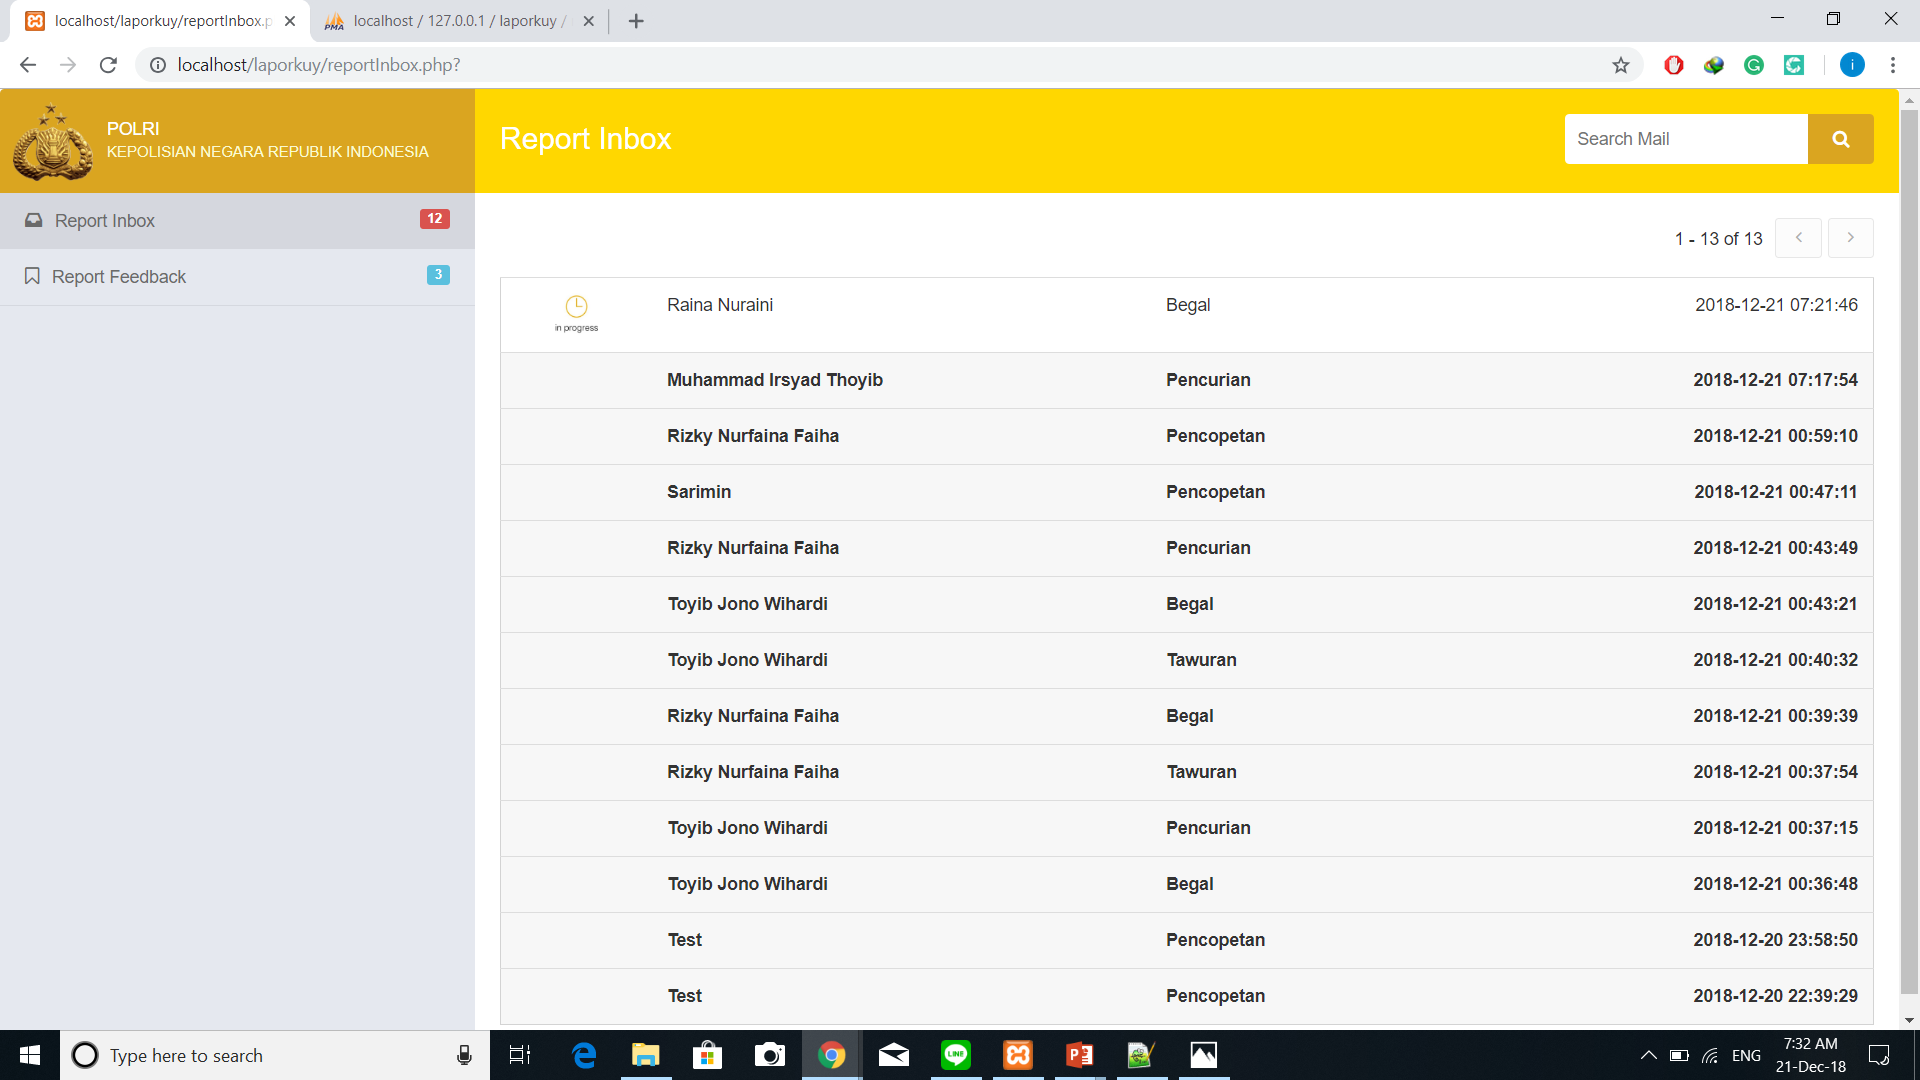 localhost/laporkuy/reportInbox.p
localhost / 127.0.0.1 / laporkuy /
localhost/laporkuy/reportInbox.php?
i
POLRI
KEPOLISIAN NEGARA REPUBLIK INDONESIA
Report Inbox
Search Mail
Report Inbox 12
Report Feedback 3
1 - 13 of 13
in progress
Raina Nuraini Begal 2018-12-21 07:21:46
Muhammad Irsyad Thoyib Pencurian 2018-12-21 07:17:54
Rizky Nurfaina Faiha Pencopetan 2018-12-21 00:59:10
Sarimin Pencopetan 2018-12-21 00:47:11
Rizky Nurfaina Faiha Pencurian 2018-12-21 00:43:49
Toyib Jono Wihardi Begal 2018-12-21 00:43:21
Toyib Jono Wihardi Tawuran 2018-12-21 00:40:32
Rizky Nurfaina Faiha Begal 2018-12-21 00:39:39
Rizky Nurfaina Faiha Tawuran 2018-12-21 00:37:54
Toyib Jono Wihardi Pencurian 2018-12-21 00:37:15
Toyib Jono Wihardi Begal 2018-12-21 00:36:48
Test Pencopetan 2018-12-20 23:58:50
Test Pencopetan 2018-12-20 22:39:29
Type here to search
LINE
ENG
7:32 AM
21-Dec-18